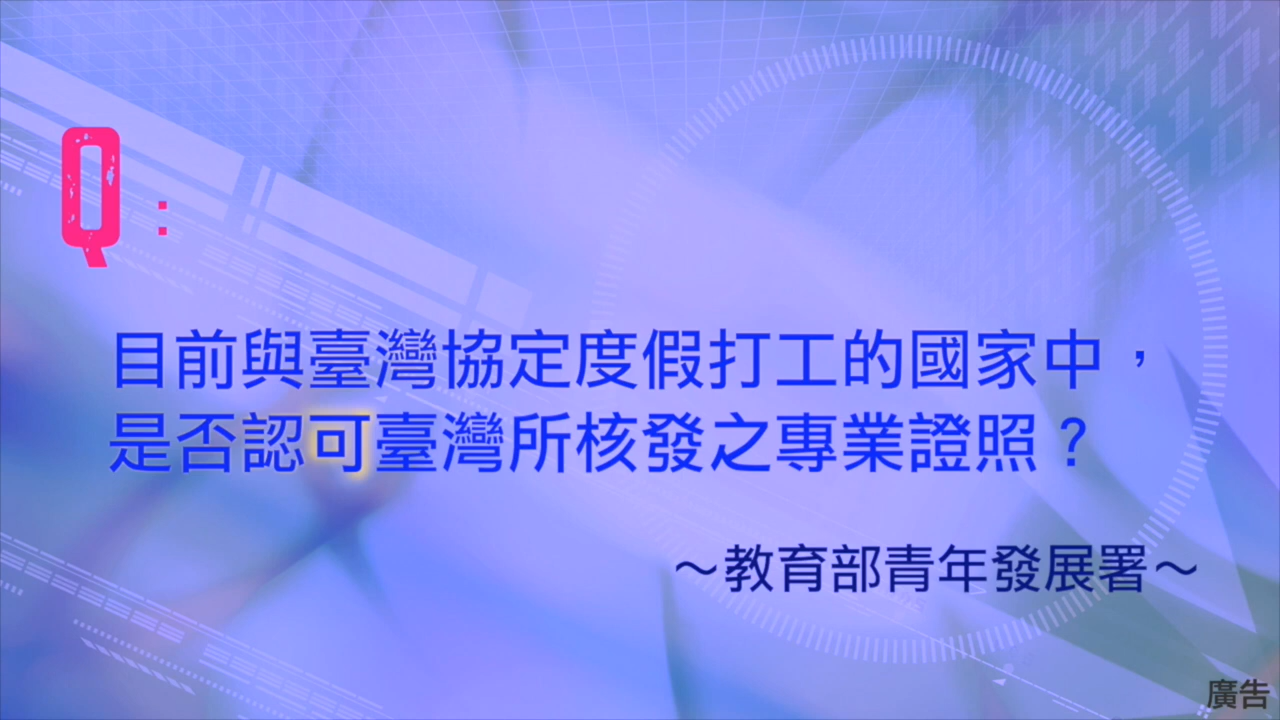 Q：
目前與臺灣協定度假打工的國家中，
是否認可臺灣所核發之專業證照？
～教育部青年發展署～
廣告